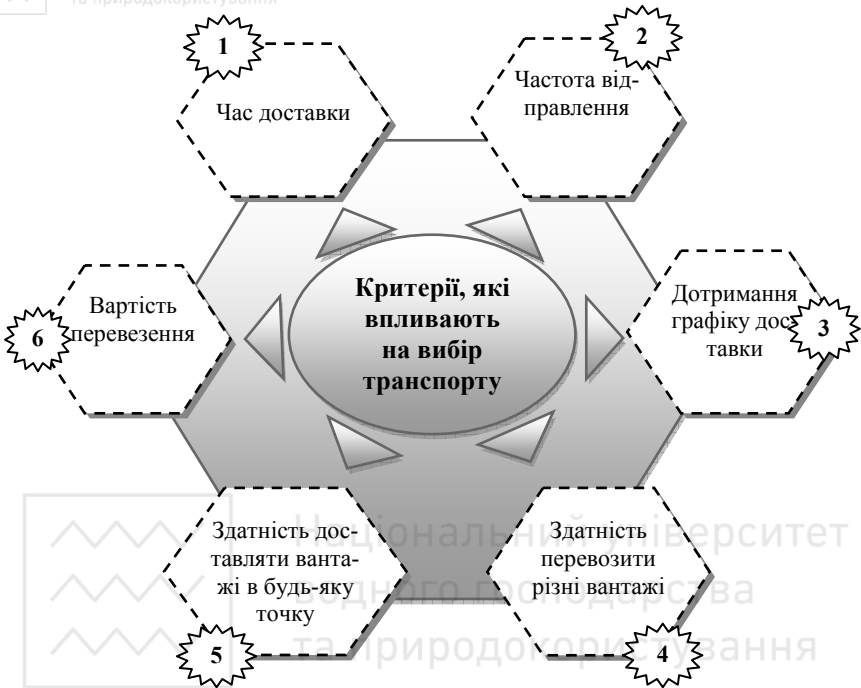 та природокористування
1
Час доставки
2
Частота від-
правлення
Критерії, які
впливають
на вибір
транспорту
Дотримання
графіку дос-
тавки
3
Здатність
перевозити
різні вантажі
4
Здатність дос-
тавляти ванта-
жі в будь-яку
точку
5
Вартість
перевезення
6
Національний університет
водного господарства
та природокористування